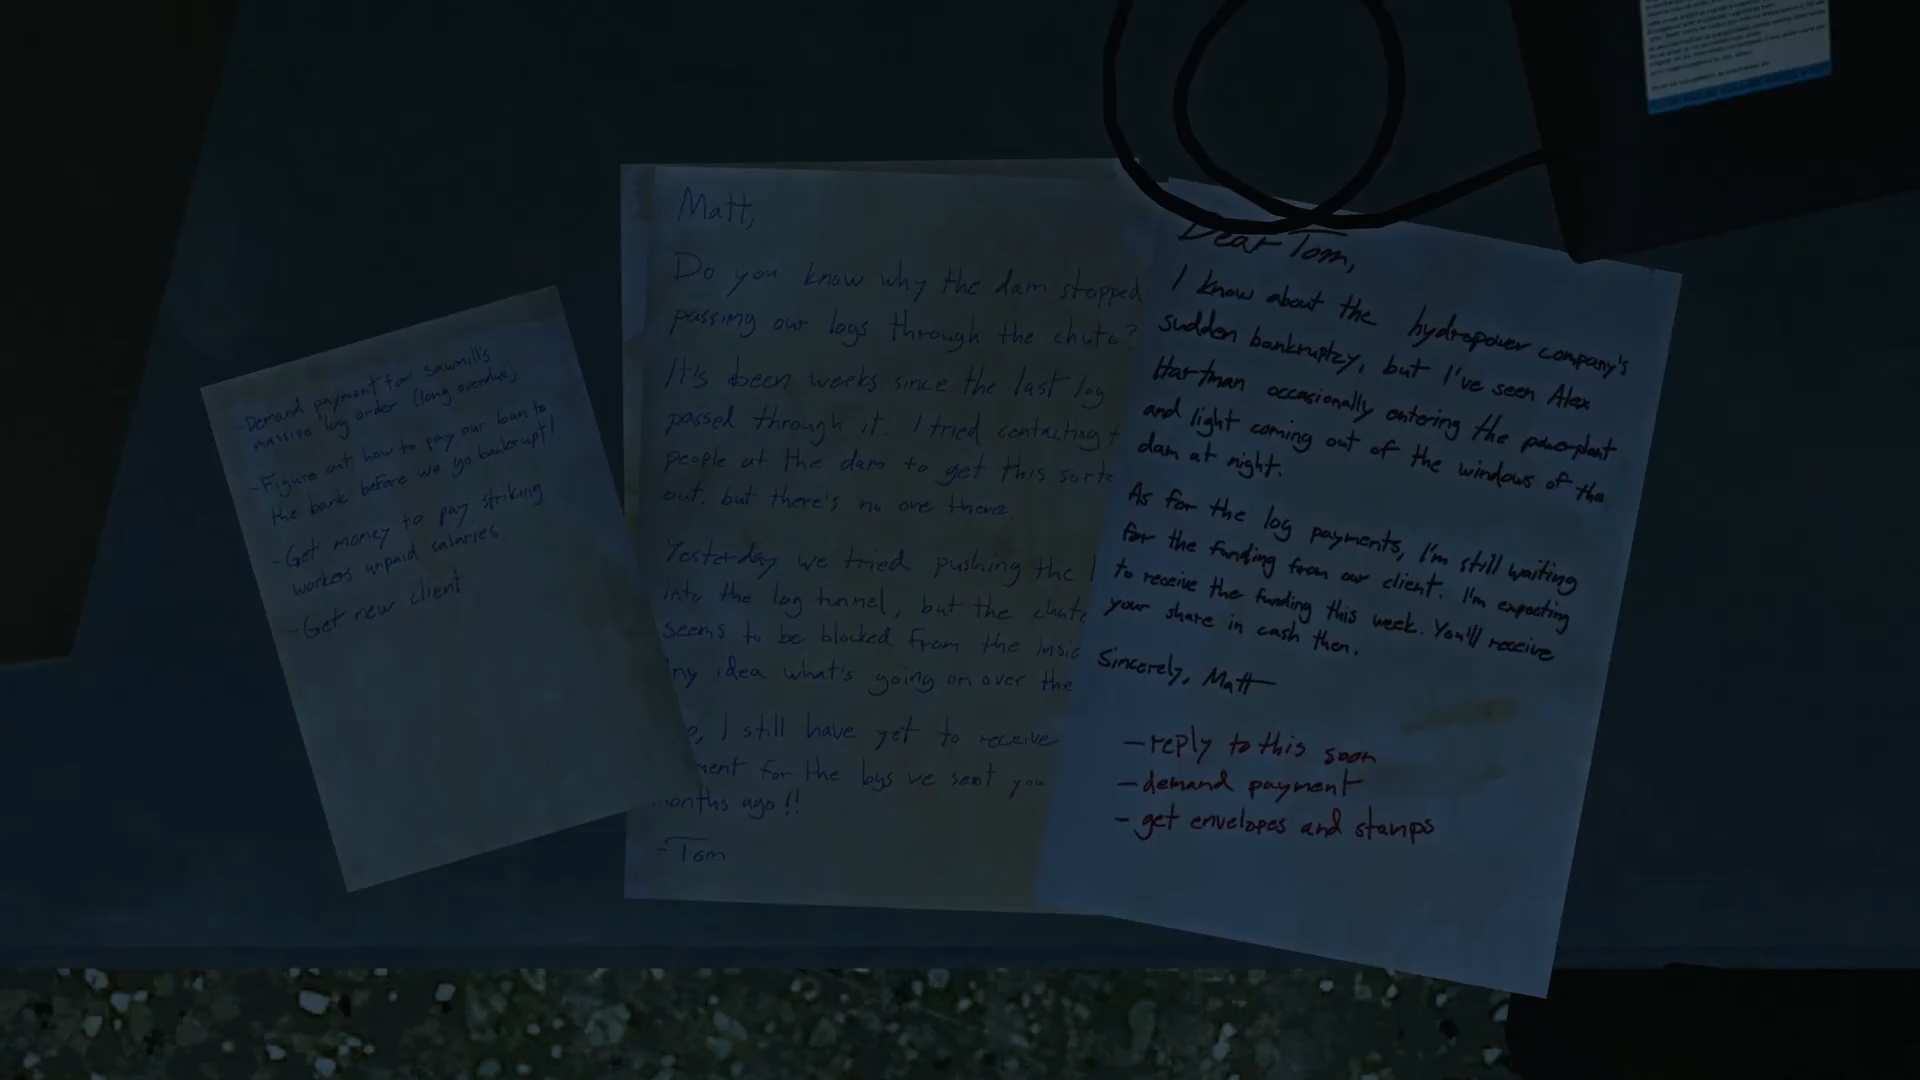 -Demand payment for sawmill's
massive log order (long overdue)
-Figure out how to pay our loan to
the bank before we go bankrupt!
-Get money to pay striking
workers unpaid salaries
-Get new client
Matt,
Do you know why the dam stopped
passing our logs through the chute?
It's been weeks since the last log
passed through it. I tried contacting t
people at the dam to get this sorte
out, but there's no one there.
Yesterday we tried pushing the l
into the log tunnel, but the chute
seems to be blocked from the insid
ny idea what's going on over the
o, I still have yet to receive
ment for the logs we sent you
onths ago!!
-Tom
Dear Tom,
I know about the hydropower company's
sudden bankruptzy, but I've seen Alex
Hartman occasionally entering the powerplant
and light coming out of the windows of the
dam at night.
As for the log payments, I'm still waiting
for the funding from our client. I'm expecting
to receive the funding this week. You'll receive
your share in cash then.
Sincerely, Matt
-reply to this soon
-demand payment
-get envelopes and stamps